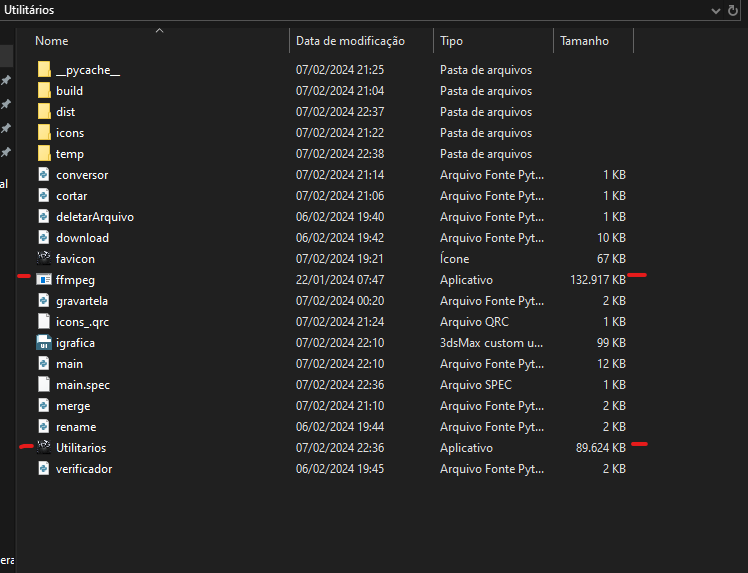 Utilitários
Nome Data de modificação Tipo Tamanho
__pycache__ 07/02/2024 21:25 Pasta de arquivos
build 07/02/2024 21:04 Pasta de arquivos
dist 07/02/2024 22:37 Pasta de arquivos
icons 07/02/2024 21:22 Pasta de arquivos
temp 07/02/2024 22:38 Pasta de arquivos
conversor 07/02/2024 21:14 Arquivo Fonte Pyt... 1 KB
al
cortar 07/02/2024 21:06 Arquivo Fonte Pyt... 1 KB
deletarArquivo 06/02/2024 19:40 Arquivo Fonte Pyt... 1 KB
download 06/02/2024 19:42 Arquivo Fonte Pyt... 10 KB
favicon 07/02/2024 19:21 Ícone 67 KB
ffmpeg 22/01/2024 07:47 Aplicativo 132.917 KB
gravartela 07/02/2024 00:20 Arquivo Fonte Pyt... 2 KB
icons_.qrc 07/02/2024 21:24 Arquivo QRC 1 KB
igrafica 07/02/2024 22:10 3dsMax custom u... 99 KB
main 07/02/2024 22:10 Arquivo Fonte Pyt... 12 KB
main.spec 07/02/2024 22:36 Arquivo SPEC 1 KB
merge 07/02/2024 21:10 Arquivo Fonte Pyt... 2 KB
rename 06/02/2024 19:44 Arquivo Fonte Pyt... 2 KB
Utilitarios 07/02/2024 22:36 Aplicativo 89.624 KB
verificador 06/02/2024 19:45 Arquivo Fonte Pyt... 2 KB
era